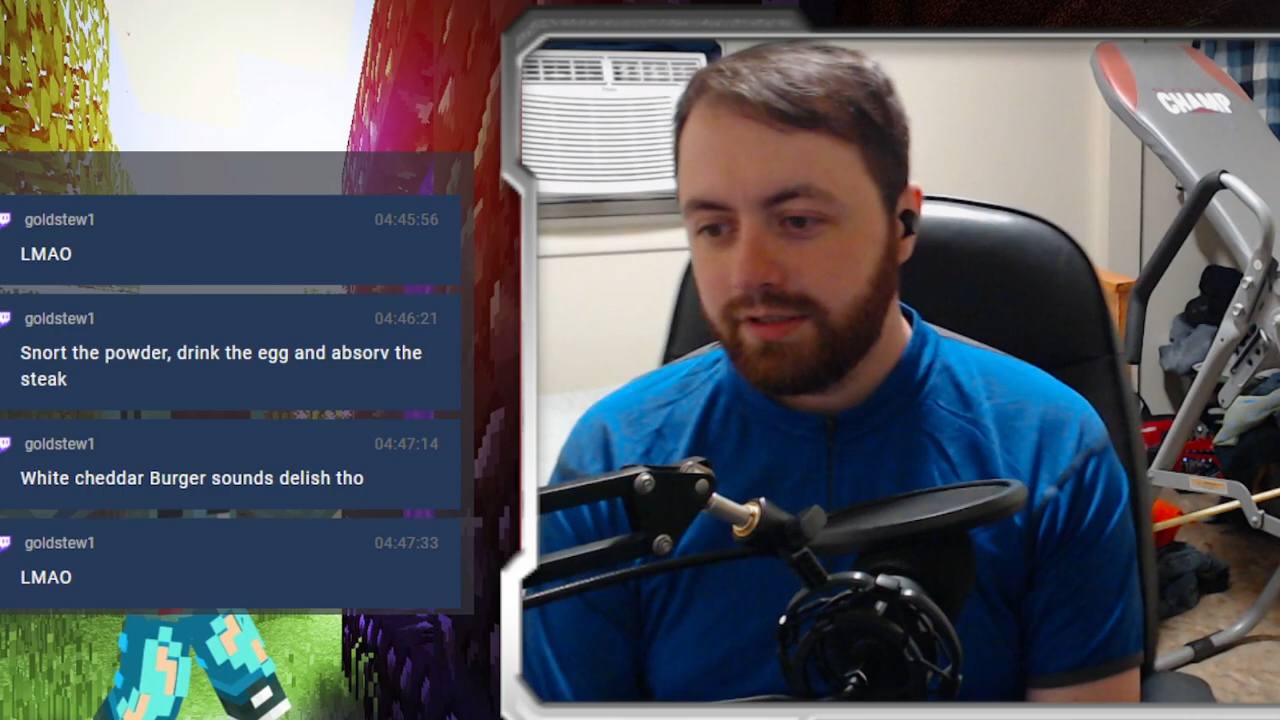 goldstew1 04:45:56
LMAO
goldstew1 04:46:21
Snort the powder, drink the egg and absorv the
steak
goldstew1 04:47:14
White cheddar Burger sounds delish tho
goldstew1 04:47:33
LMAO
CHAMP